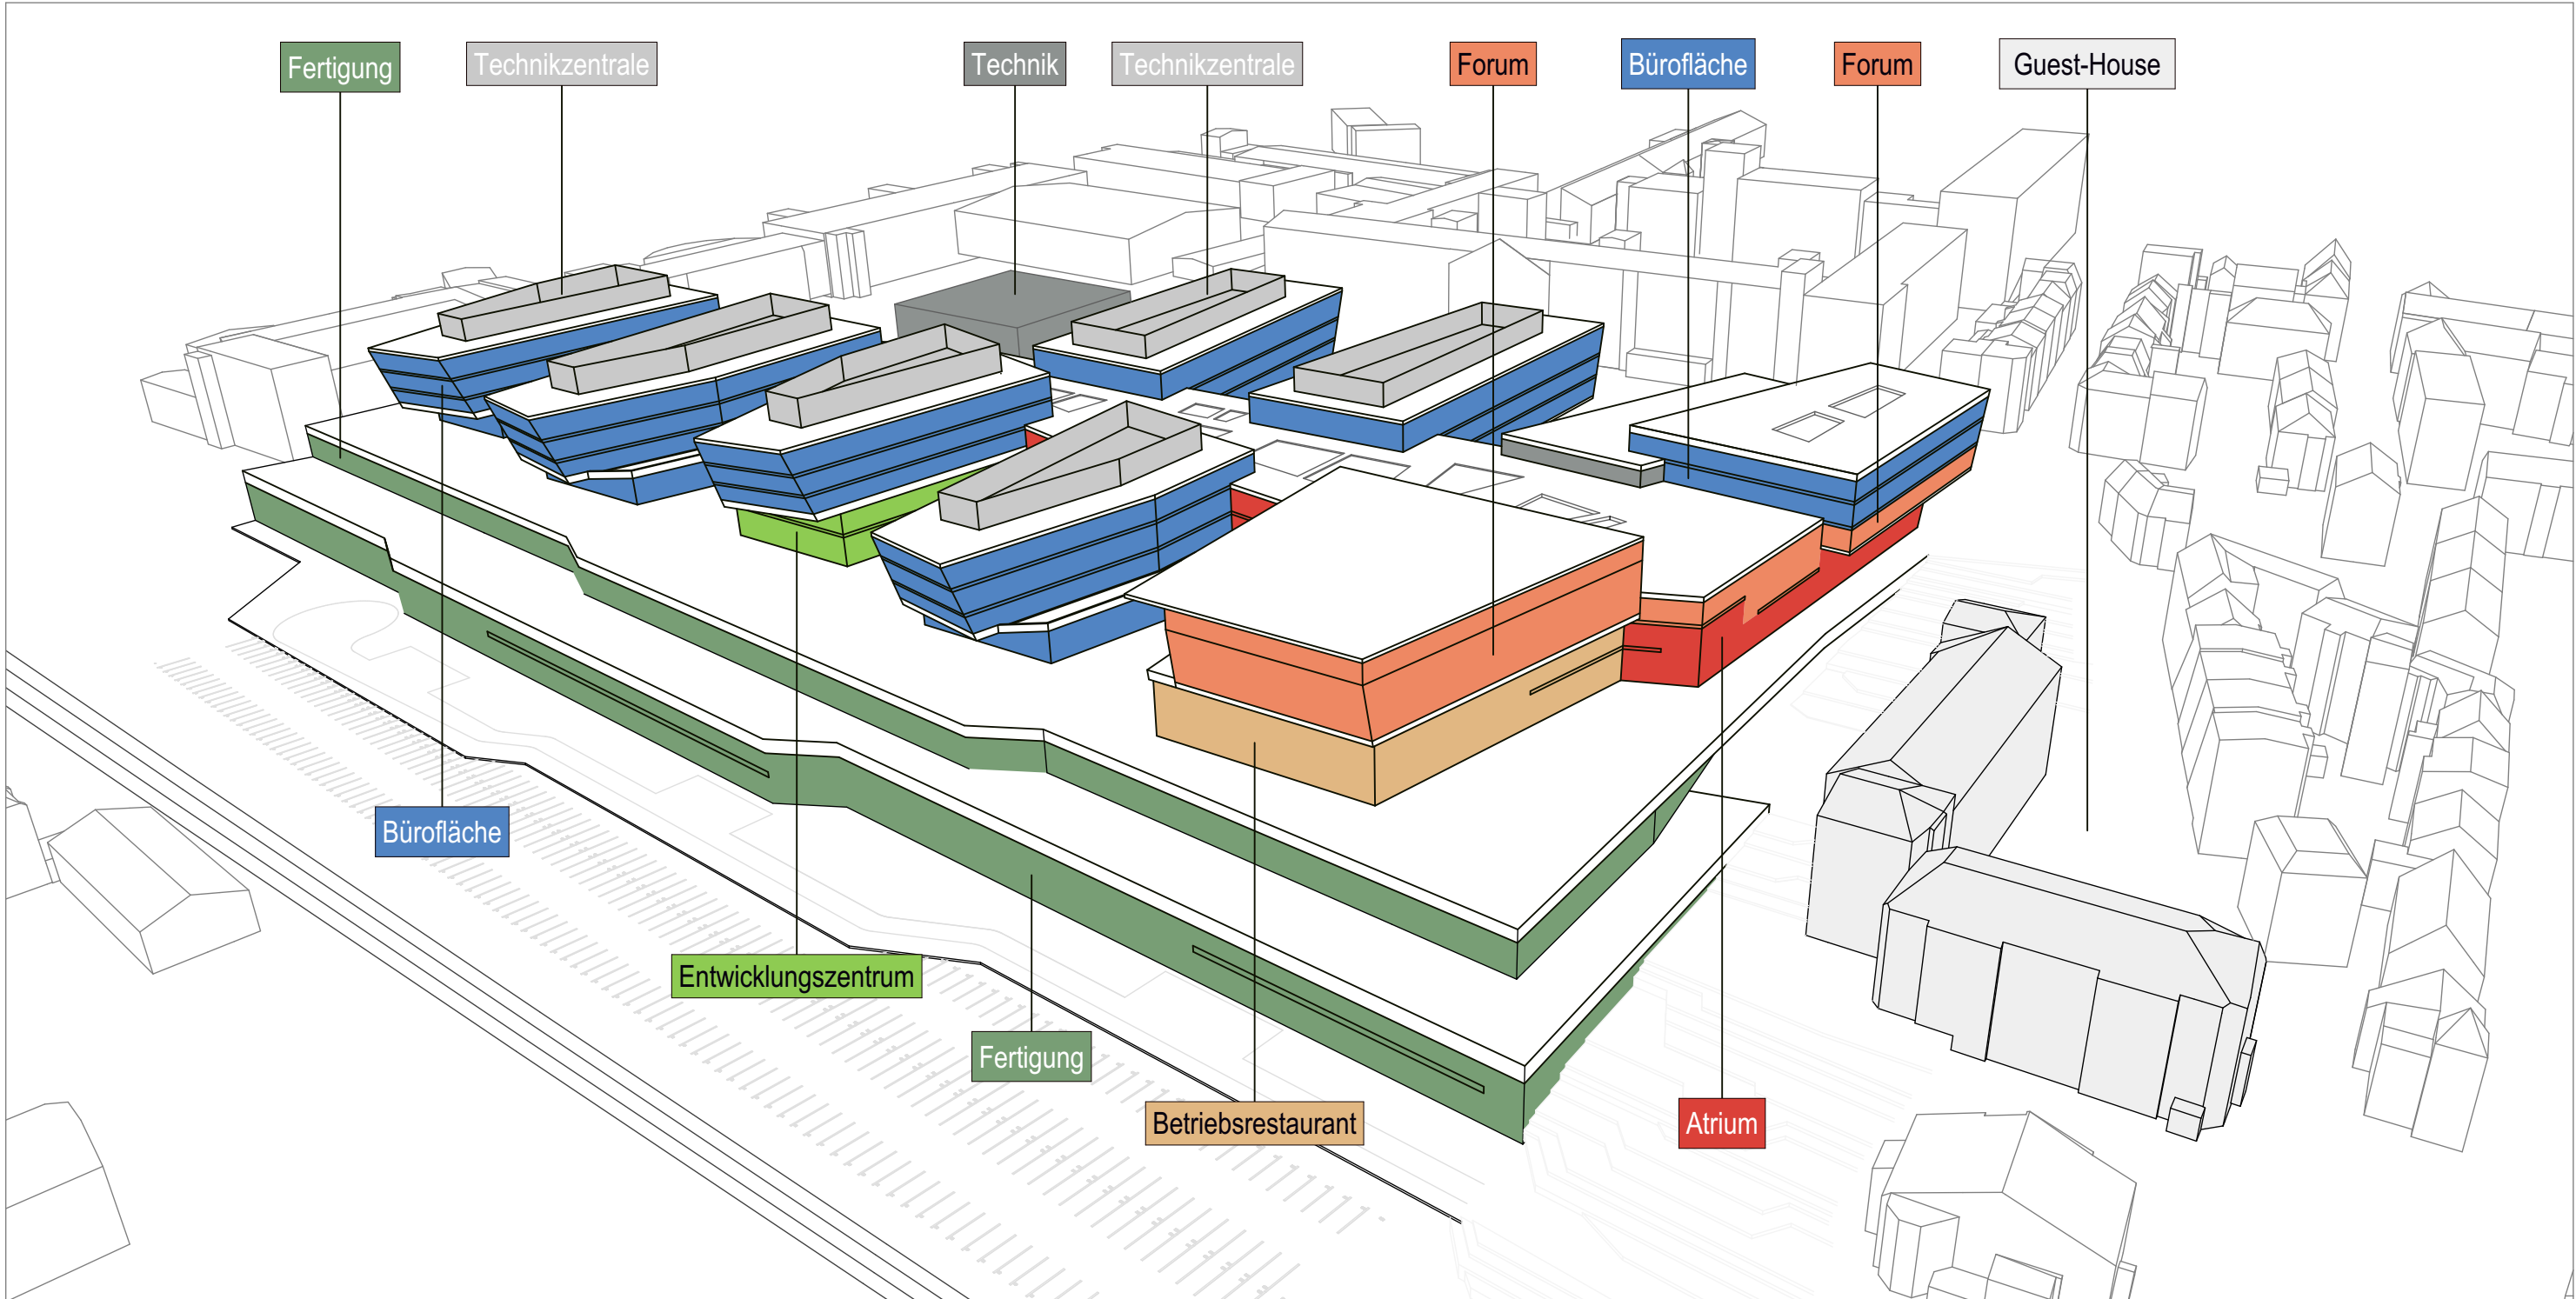 Fertigung
Technikzentrale
Technik
Technikzentrale
Forum
Bürofläche
Forum
Guest-House
Bürofläche
Entwicklungszentrum
Fertigung
Betriebsrestaurant
Atrium